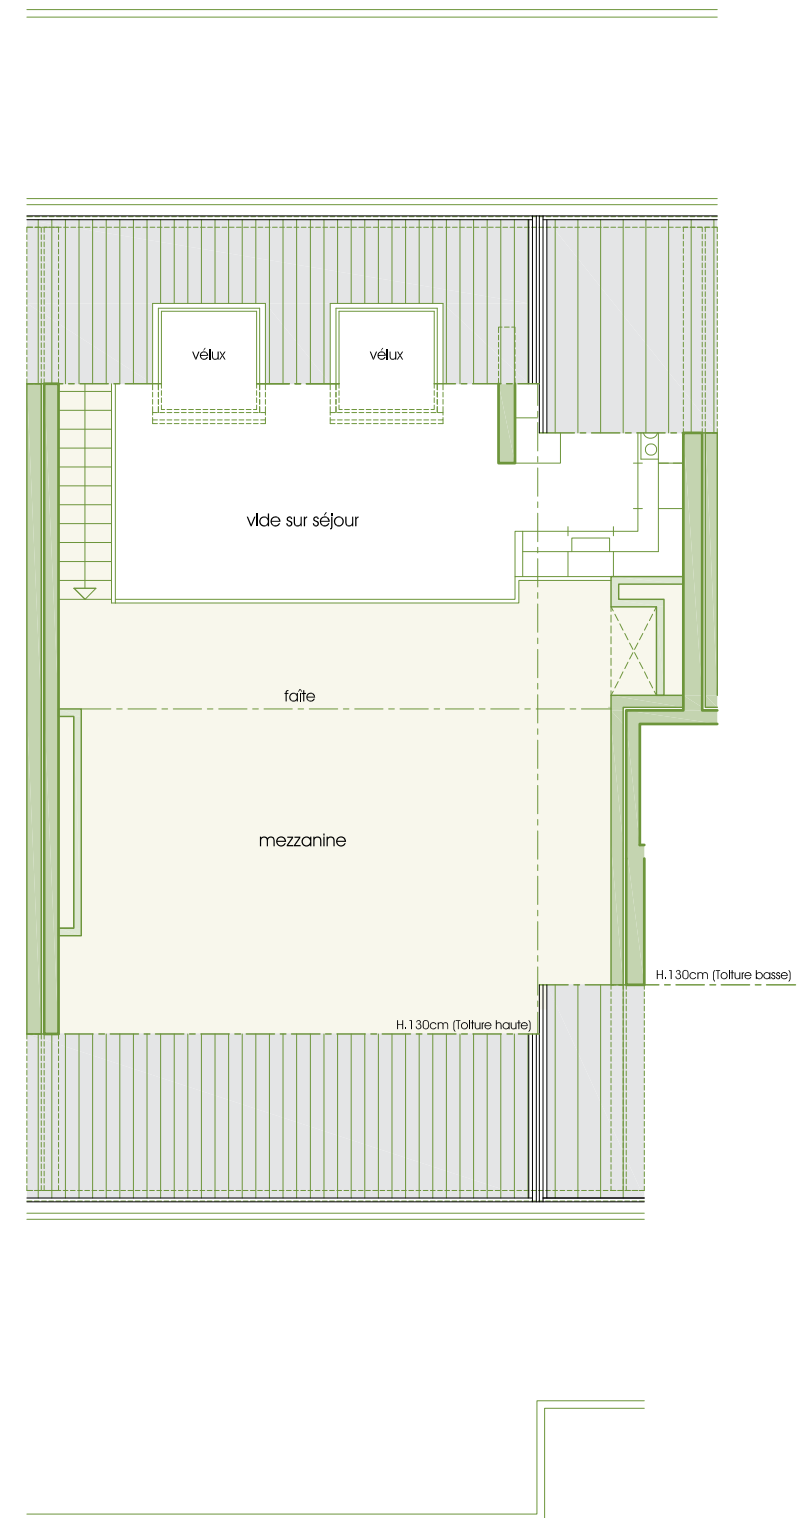 vélux
vélux
vide sur séjour
faîte
mezzanine
H.130cm (Toiture basse)
H.130cm (Toiture haute)